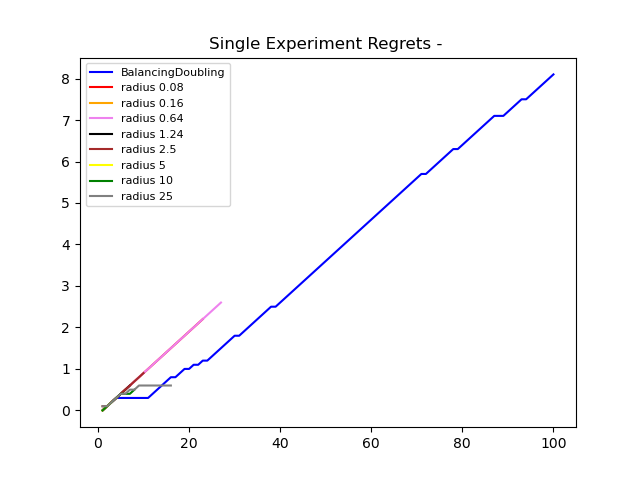 Single Experiment Regrets -
BalancingDoubling
radius 0.08
radius 0.16
radius 0.64
radius 1.24
radius 2.5
radius 5
radius 10
radius 25
8
7
6
5
4
3
2
1
0
0 20 40 60 80 100